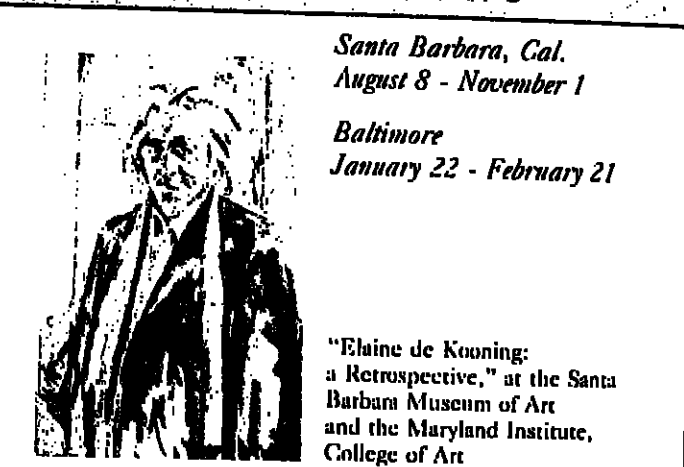 Santa Barbara, Cal.
August 8 - November 1
Baltimore
January 22 - February 21
"Elaine de Kooning:
a Retrospective," at the Santa
Barbara Museum of Art
and the Maryland Institute,
College of Art